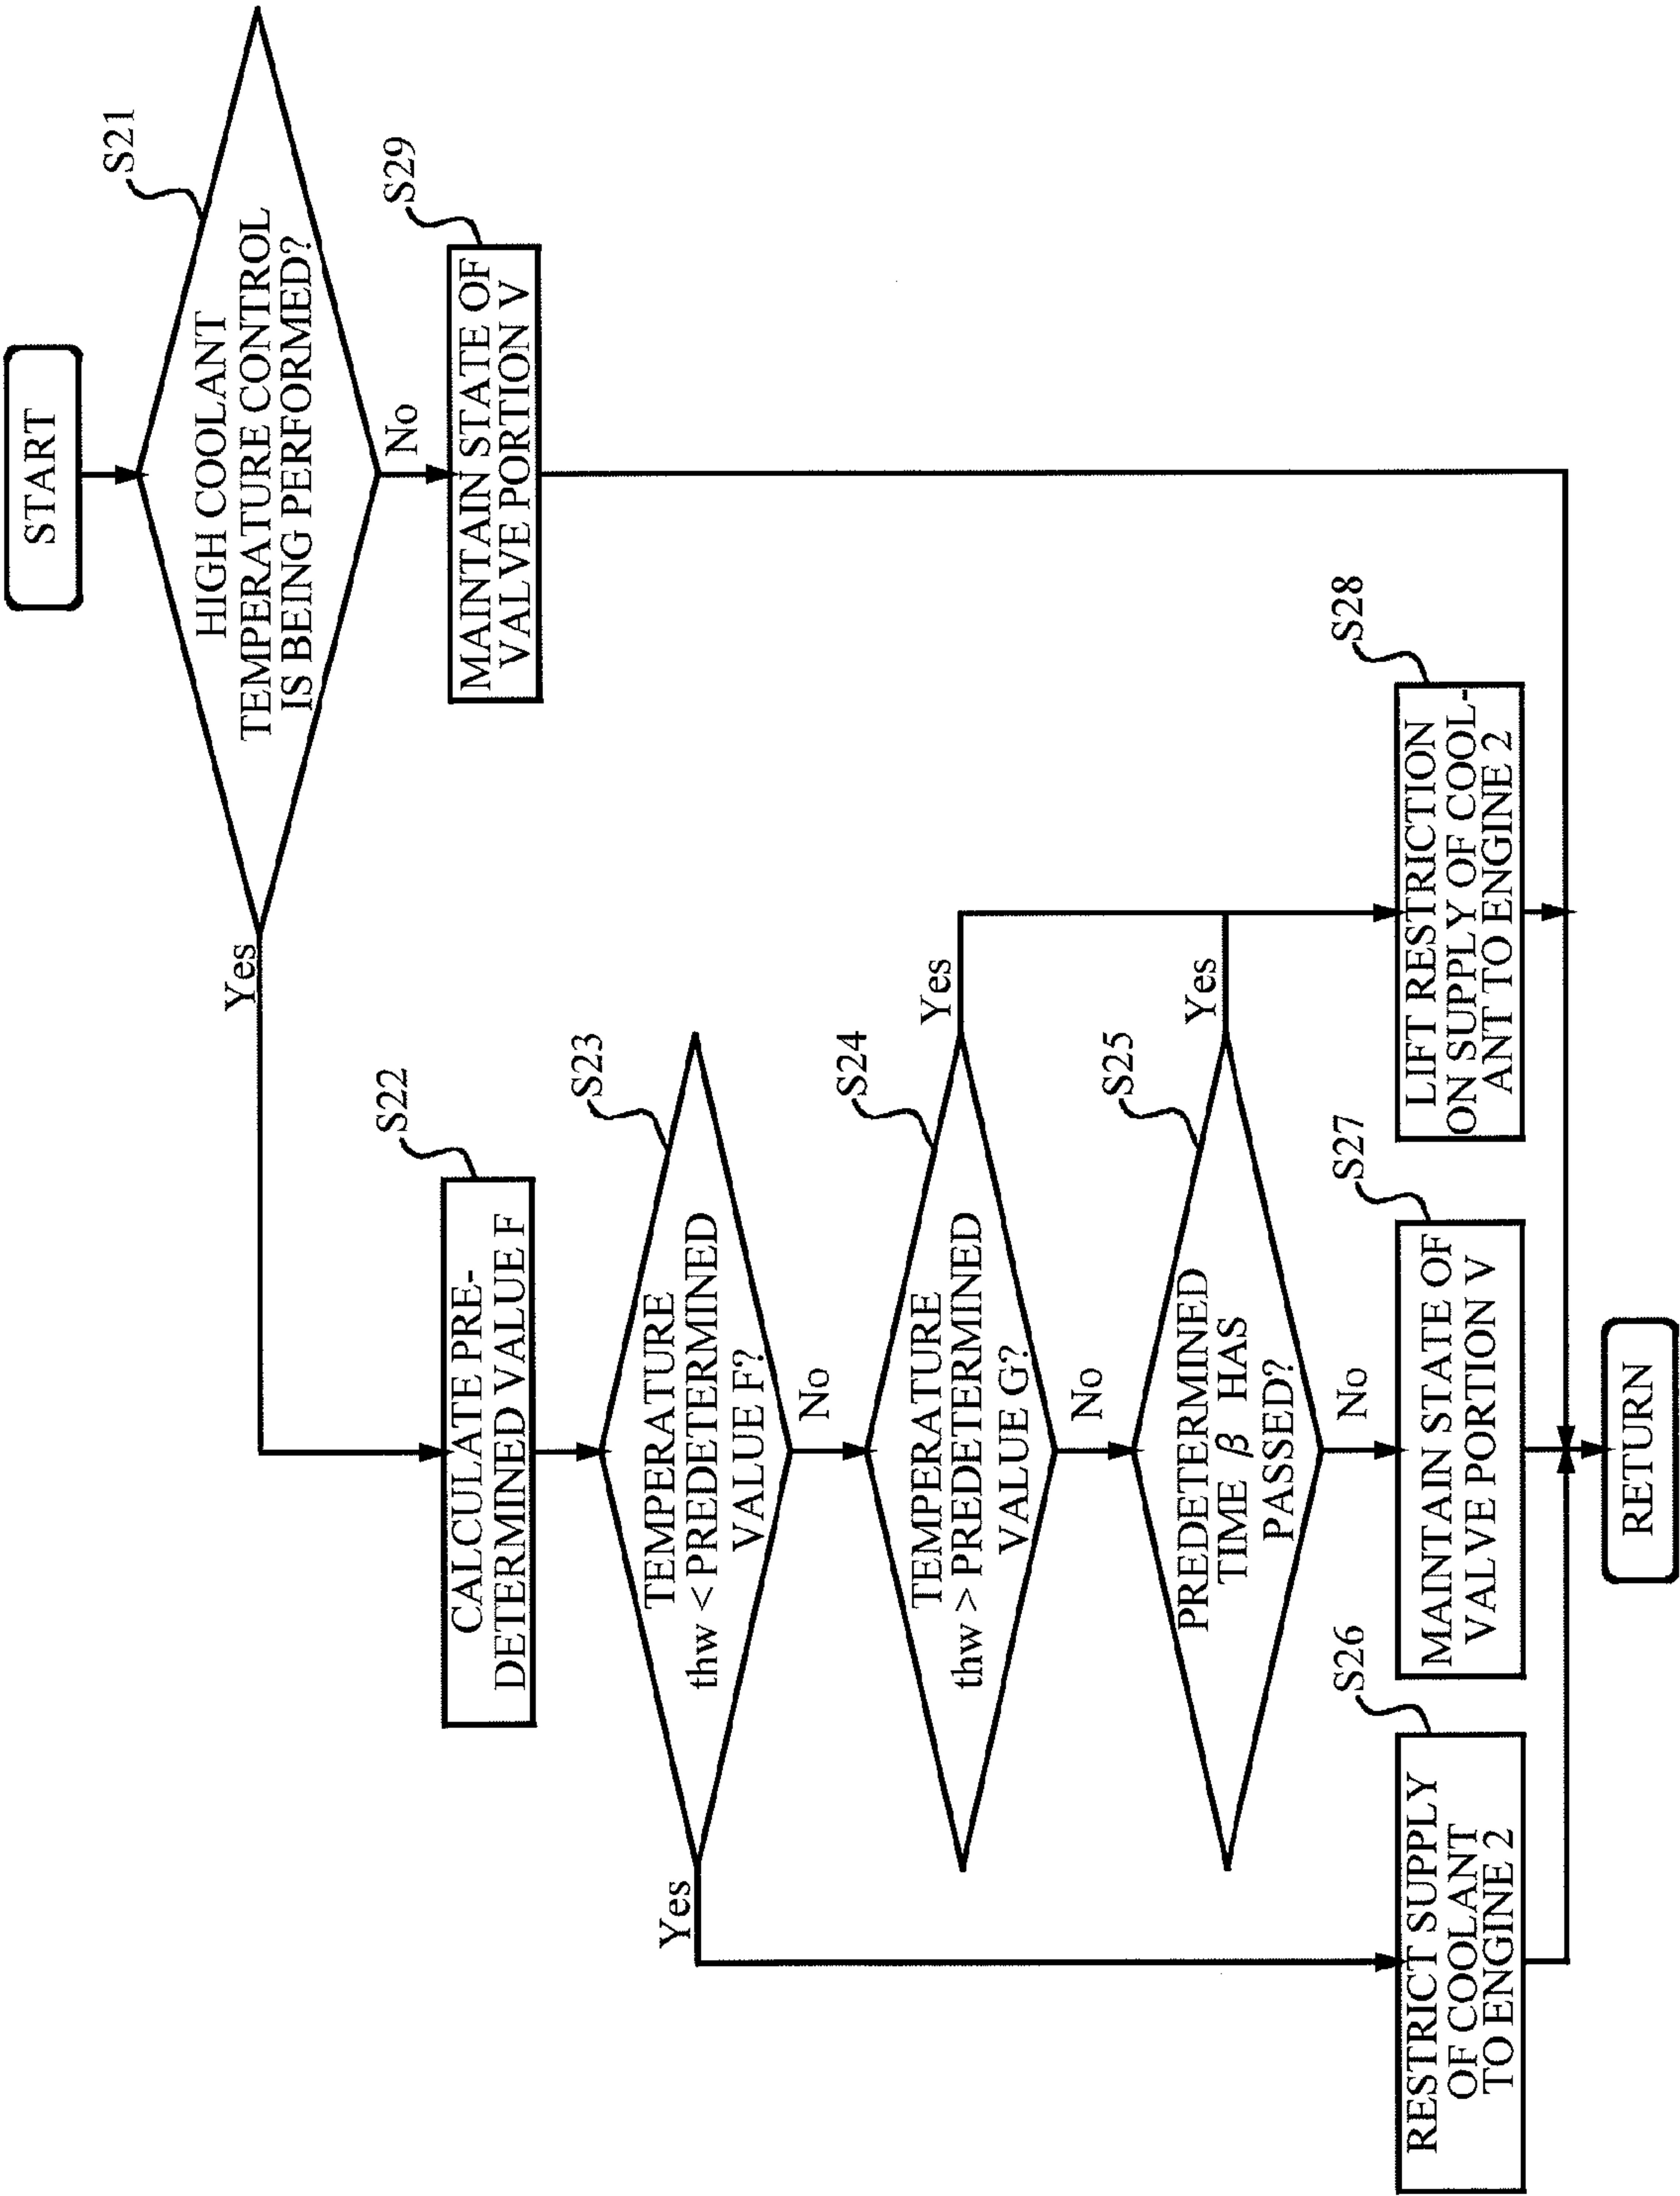 START
S21
HIGH COOLANT
TEMPERATURE CONTROL
IS BEING PERFORMED?
Yes
No
S29
MAINTAIN STATE OF
VALVE PORTION V
S22
CALCULATE PRE-
DETERMINED VALUE F
S23
TEMPERATURE
thw < PREDETERMINED
VALUE F?
Yes
No
S24
TEMPERATURE
thw > PREDETERMINED
VALUE G?
Yes
No
S25
PREDETERMINED
TIME β HAS
PASSED?
Yes
No
S26
RESTRICT SUPPLY
OF COOLANT
TO ENGINE 2
S27
MAINTAIN STATE OF
VALVE PORTION V
S28
LIFT RESTRICTION
ON SUPPLY OF COOL-
ANT TO ENGINE 2
RETURN